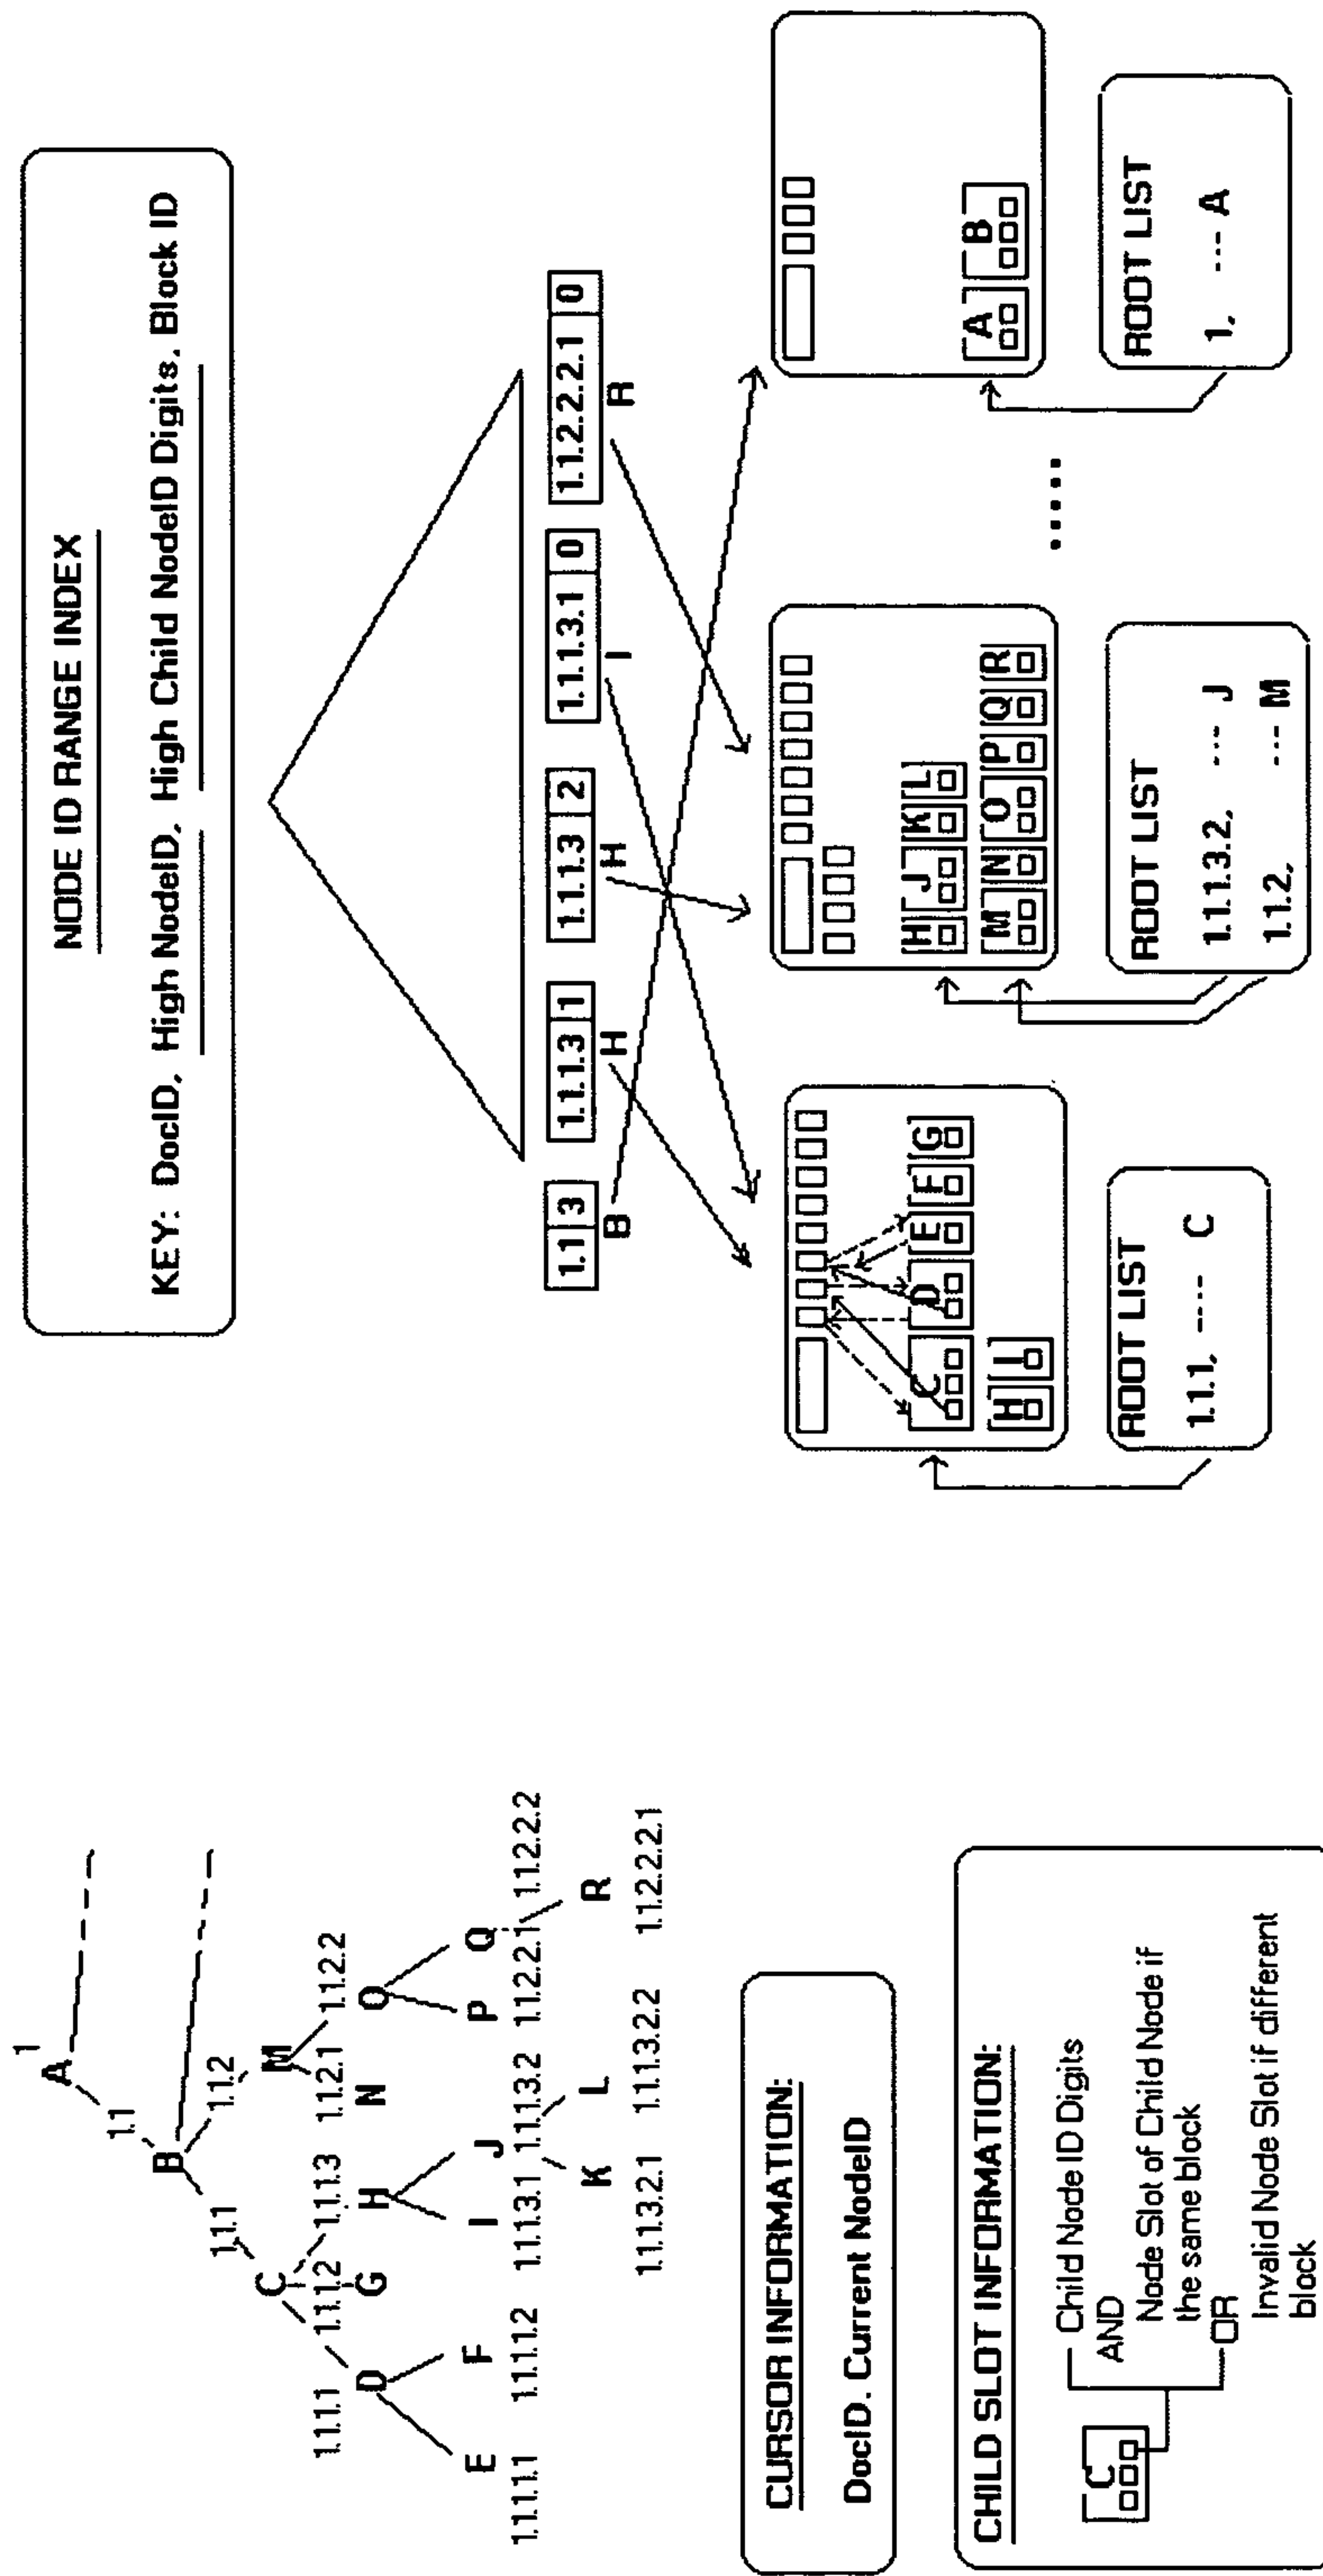 NODE ID RANGE INDEX
KEY: DocID, High NodeID, High Child NodeID Digits, Block ID
1.1 3
B
1.1.1.3 1
H
1.1.1.3 2
H
1.1.1.3.1 0
I
1.1.2.2.2.1 0
R
C D E F G
H I
ROOT LIST
1.1.1, ---- C
H J K L
M N O P Q R
ROOT LIST
1.1.1.3.2, --- J
1.1.2, --- M
.....
A B
ROOT LIST
1, --- A
A 1
1.1
B
1.1.1 1.1.2
C M
1.1.1.1 1.1.1.2 1.1.1.3 1.1.2.1 1.1.2.2
D G H N O
E F I J P Q
1.1.1.1.1 1.1.1.1.2 1.1.1.3.1 1.1.1.3.2 1.1.2.2.1 1.1.2.2.2
K L R
1.1.1.3.2.1 1.1.1.3.2.2 1.1.2.2.2.1
CURSOR INFORMATION:
DocID. Current NodeID
CHILD SLOT INFORMATION:
C
Child Node ID Digits
AND
Node Slot of Child Node if
the same block
OR
Invalid Node Slot if different
block